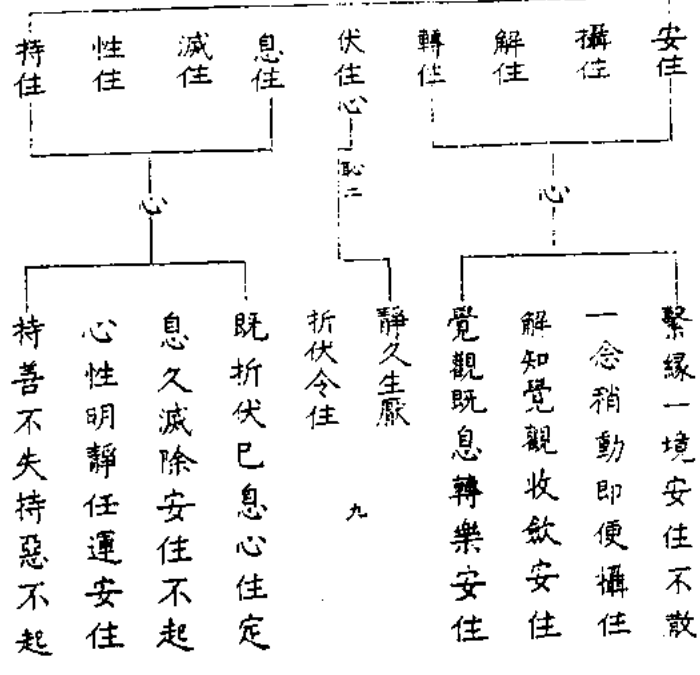 安住
攝住
解住
轉住
伏住心
息住
滅住
性住
持住
心
恥二
心
繫緣一境安住不散
一念稍動即便攝住
解知覺觀收歛安住
覺觀既息轉樂安住
靜久生厭
折伏令住
九
既折伏已息心住定
息久滅除安住不起
心性明靜任運安住
持善不失持惡不起